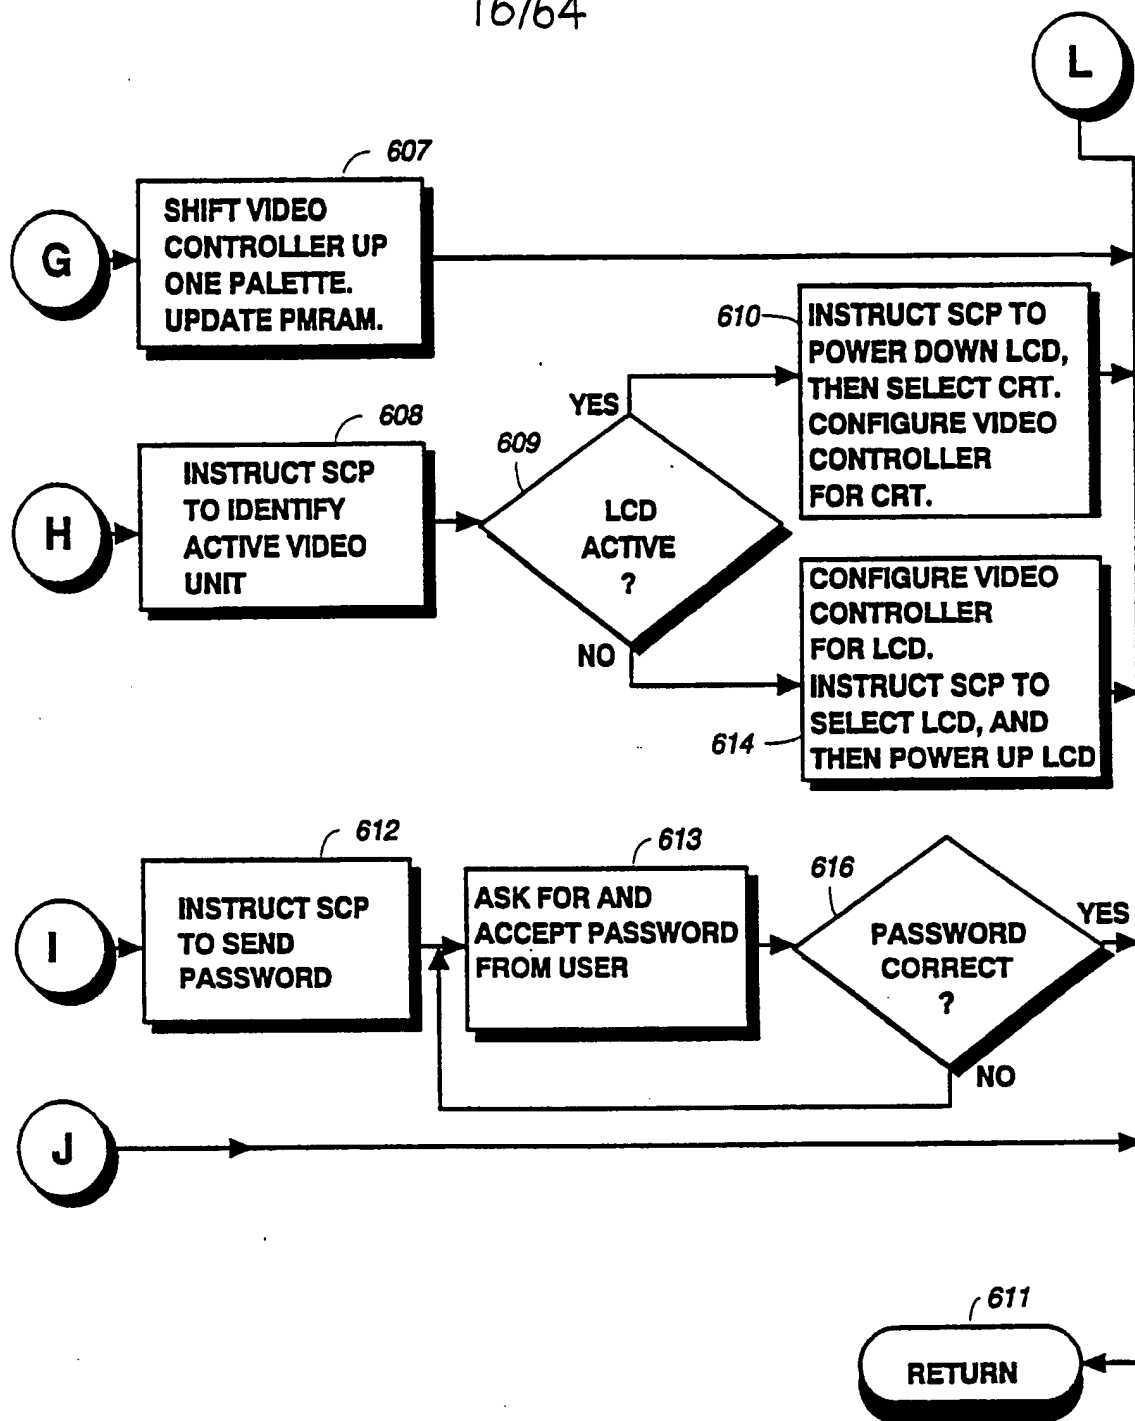 16/64
L
607
G
SHIFT VIDEO
CONTROLLER UP
ONE PALETTE.
UPDATE PMRAM.
608
H
INSTRUCT SCP
TO IDENTIFY
ACTIVE VIDEO
UNIT
609
YES
LCD
ACTIVE
?
NO
610
INSTRUCT SCP TO
POWER DOWN LCD,
THEN SELECT CRT.
CONFIGURE VIDEO
CONTROLLER
FOR CRT.
614
CONFIGURE VIDEO
CONTROLLER
FOR LCD.
INSTRUCT SCP TO
SELECT LCD, AND
THEN POWER UP LCD
612
I
INSTRUCT SCP
TO SEND
PASSWORD
613
ASK FOR AND
ACCEPT PASSWORD
FROM USER
616
PASSWORD
CORRECT
?
YES
NO
J
611
RETURN